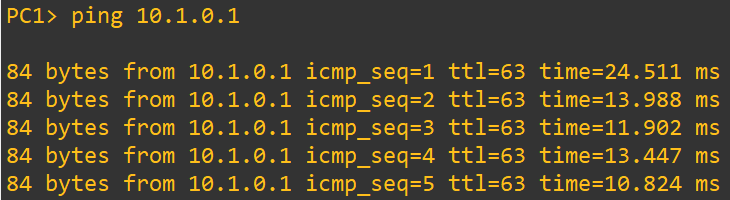 PC1> ping 10.1.0.1
84 bytes from 10.1.0.1 icmp_seq=1 ttl=63 time=24.511 ms
84 bytes from 10.1.0.1 icmp_seq=2 ttl=63 time=13.988 ms
84 bytes from 10.1.0.1 icmp_seq=3 ttl=63 time=11.902 ms
84 bytes from 10.1.0.1 icmp_seq=4 ttl=63 time=13.447 ms
84 bytes from 10.1.0.1 icmp_seq=5 ttl=63 time=10.824 ms